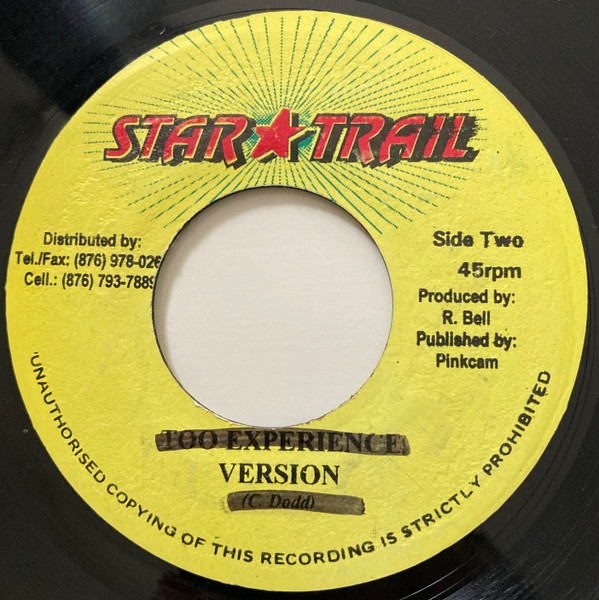 STAR TRAIL
Distributed by:
Tel./Fax: (876) 978-026
Cell.: (876) 793-7889
Side Two
45rpm
Produced by:
R. Bell
Published by:
Pinkcam
TOO EXPERIENCE
VERSION
(C. Dodd)
'UNAUTHORISED COPYING OF THIS RECORDING IS STRICTLY PROHIBITED